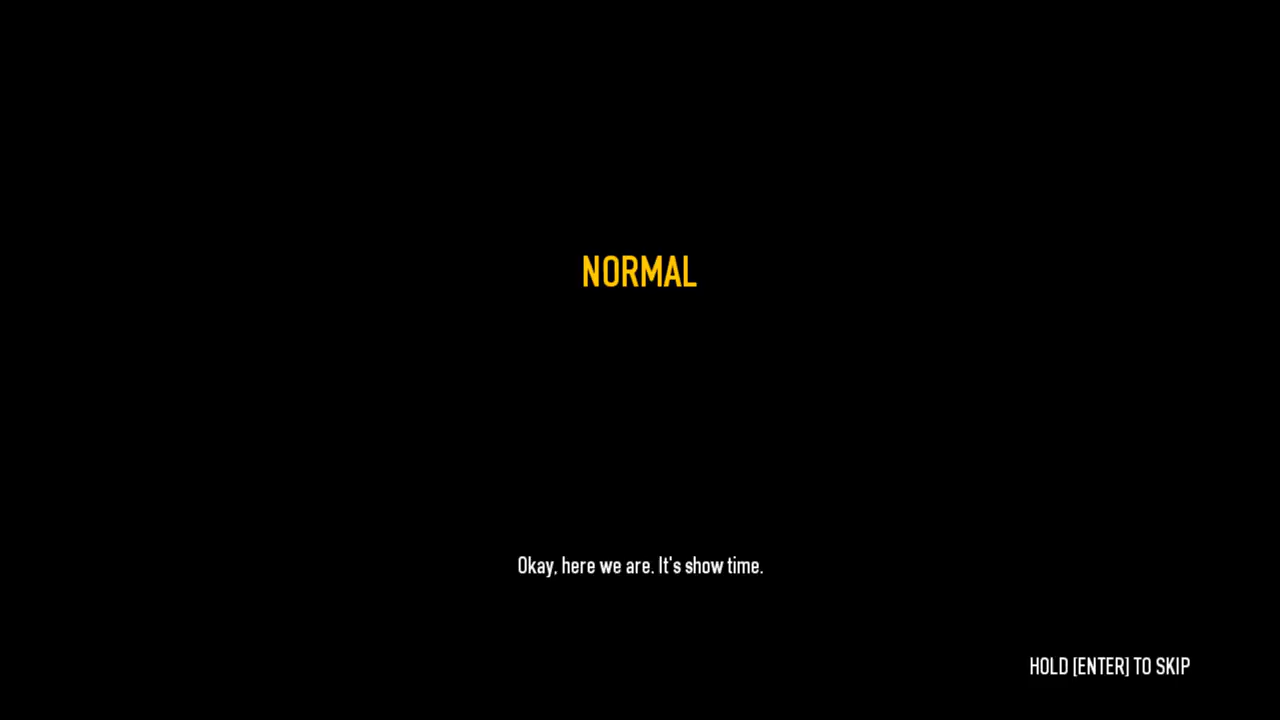 NORMAL
Okay, here we are. It's show time.
HOLD [ENTER] TO SKIP